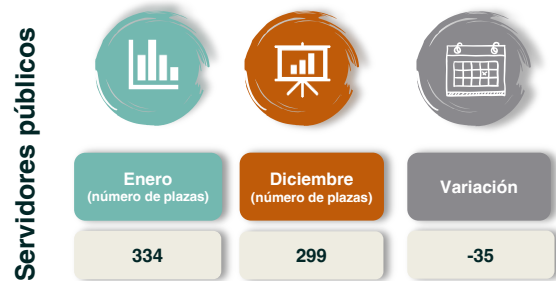 Servidores públicos
Enero
(número de plazas)
Diciembre
(número de plazas)
Variación
334
299
-35